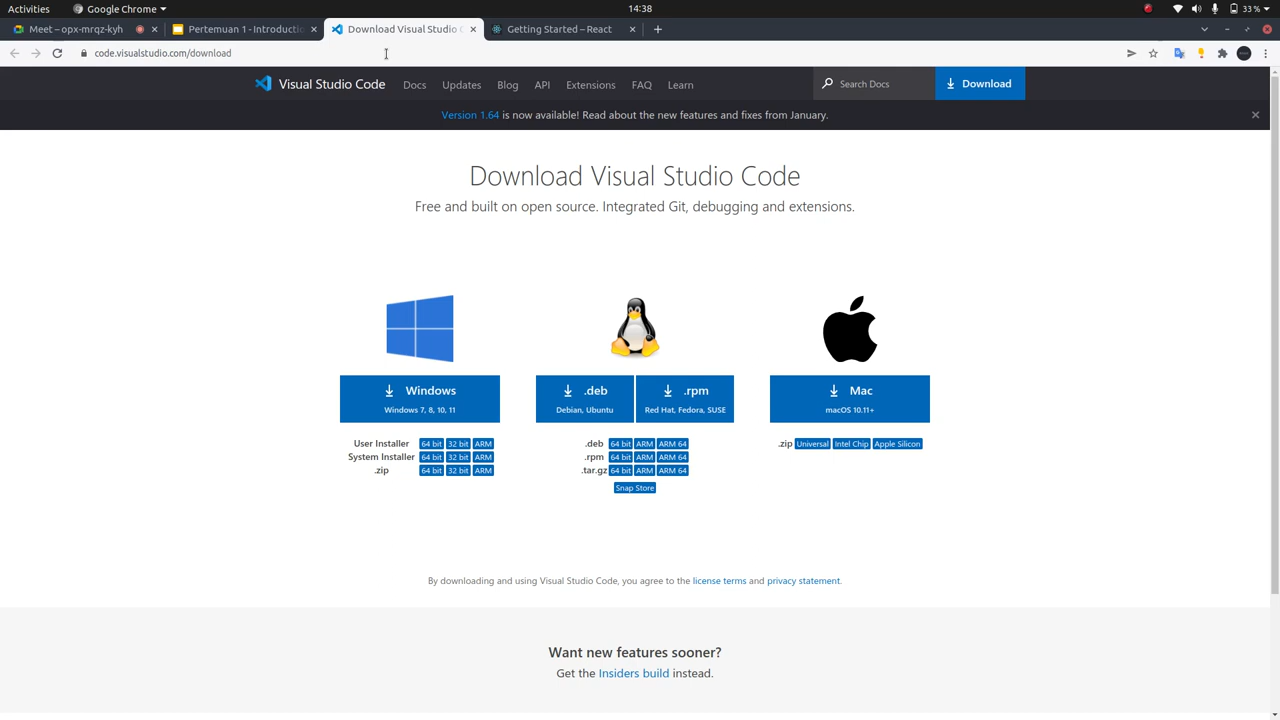 Activities Google Chrome 14:38 33 %
Meet – opx-mrqz-kyh Pertemuan 1 - Introductio Download Visual Studio C Getting Started – React
code.visualstudio.com/download
Visual Studio Code Docs Updates Blog API Extensions FAQ Learn Search Docs Download
Version 1.64 is now available! Read about the new features and fixes from January.
Download Visual Studio Code
Free and built on open source. Integrated Git, debugging and extensions.
Windows
Windows 7, 8, 10, 11
User Installer 64 bit 32 bit ARM
System Installer 64 bit 32 bit ARM
.zip 64 bit 32 bit ARM
.deb
Debian, Ubuntu
.rpm
Red Hat, Fedora, SUSE
.deb 64 bit ARM ARM 64
.rpm 64 bit ARM ARM 64
.tar.gz 64 bit ARM ARM 64
Snap Store
Mac
macOS 10.11+
.zip Universal Intel Chip Apple Silicon
By downloading and using Visual Studio Code, you agree to the license terms and privacy statement.
Want new features sooner?
Get the Insiders build instead.